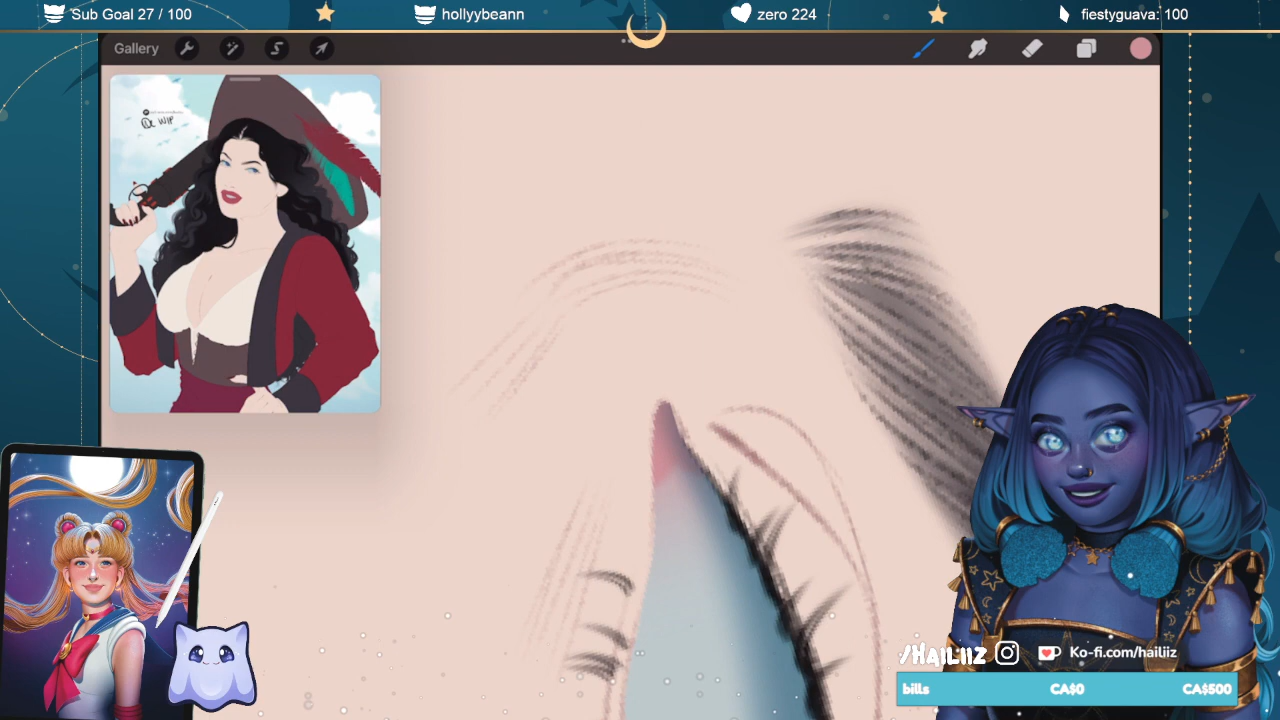 Sub Goal 27 / 100
hollyybeann
zero 224
fiestyguava: 100
Gallery
WIP
/HAiLiiZ
Ko-fi.com/hailiiz
bills CA$0 CA$500